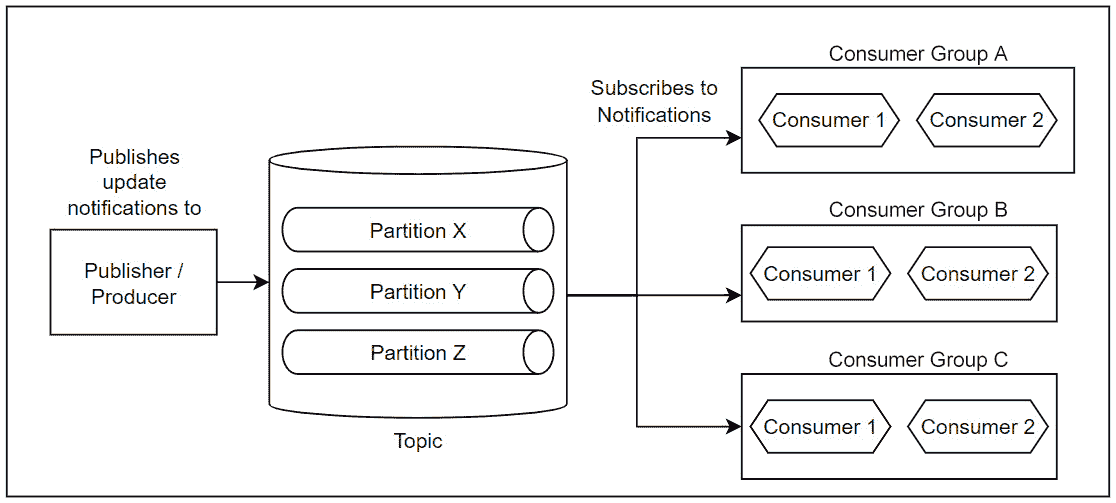 Publishes
update
notifications to
Publisher /
Producer
Partition X
Partition Y
Partition Z
Topic
Subscribes to
Notifications
Consumer Group A
Consumer 1
Consumer 2
Consumer Group B
Consumer 1
Consumer 2
Consumer Group C
Consumer 1
Consumer 2